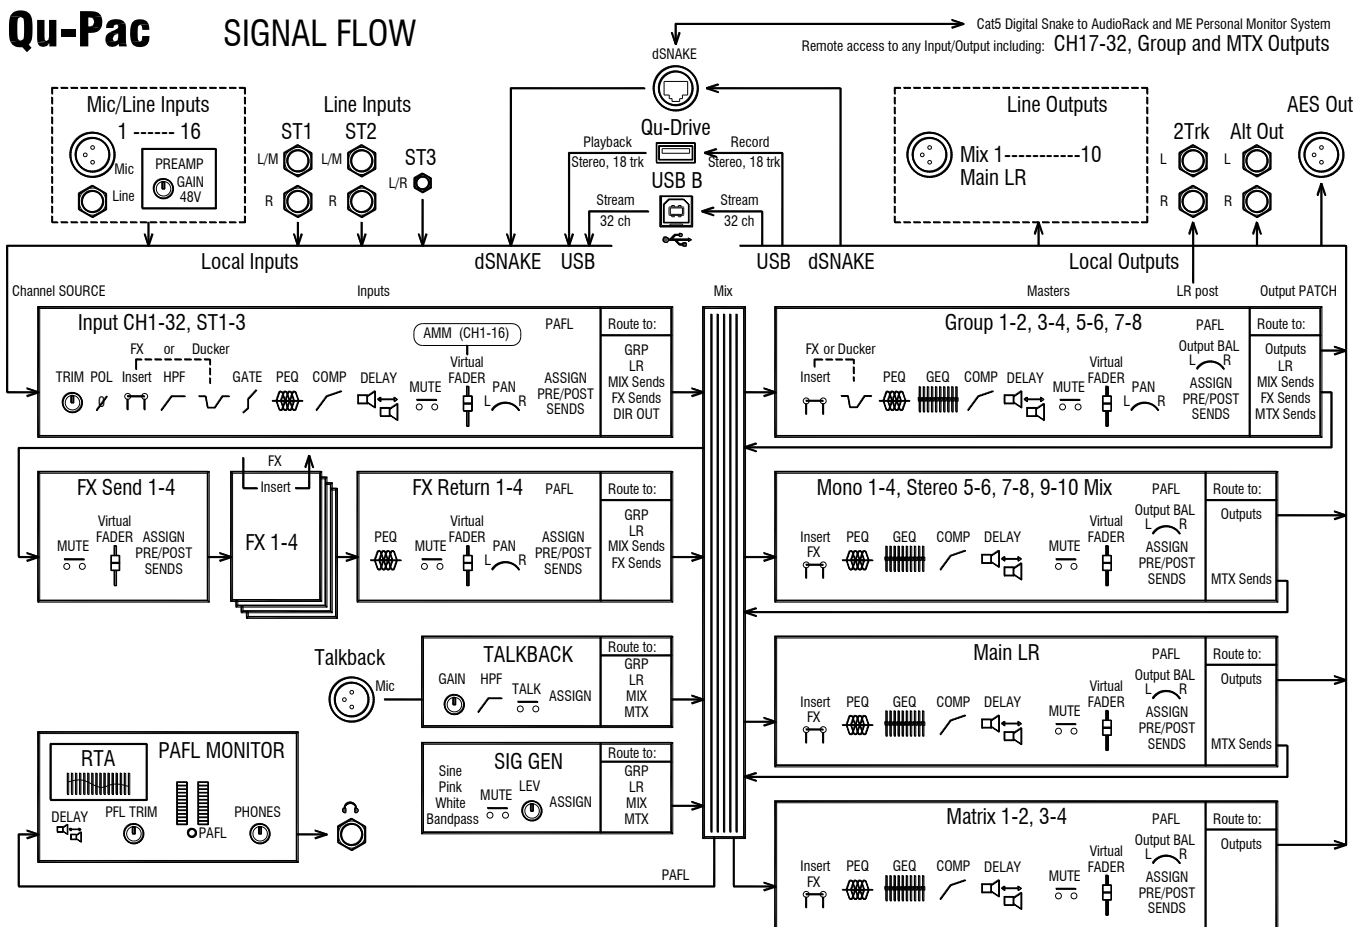 Qu-Pac SIGNAL FLOW
Cat5 Digital Snake to AudioRack and ME Personal Monitor System
Remote access to any Input/Output including: CH17-32, Group and MTX Outputs
dSNAKE
Mic/Line Inputs
1 ------ 16
Mic
Line
PREAMP
GAIN
48V
Line Inputs
ST1
L/M
R
ST2
L/M
R
ST3
L/R
Qu-Drive
Playback
Stereo, 18 trk
Record
Stereo, 18 trk
USB B
Stream
32 ch
Stream
32 ch
Line Outputs
Mix 1-----------10
Main LR
2Trk
L
R
Alt Out
L
R
AES Out
Local Inputs
dSNAKE
USB
USB
dSNAKE
Local Outputs
Channel SOURCE
Inputs
Mix
Masters
LR post
Output PATCH
Input CH1-32, ST1-3
AMM (CH1-16)
PAFL
FX or Ducker
TRIM
POL
Insert
HPF
GATE
PEQ
COMP
DELAY
MUTE
Virtual
FADER
PAN
L
R
ASSIGN
PRE/POST
SENDS
Route to:
GRP
LR
MIX Sends
FX Sends
DIR OUT
Group 1-2, 3-4, 5-6, 7-8
PAFL
FX or Ducker
Insert
PEQ
GEQ
COMP
DELAY
MUTE
Virtual
FADER
PAN
L
R
Output BAL
L
R
ASSIGN
PRE/POST
SENDS
Route to:
Outputs
LR
MIX Sends
FX Sends
MTX Sends
FX Send 1-4
MUTE
Virtual
FADER
ASSIGN
PRE/POST
SENDS
FX
Insert
FX 1-4
FX Return 1-4
PAFL
PEQ
MUTE
Virtual
FADER
PAN
L
R
ASSIGN
PRE/POST
SENDS
Route to:
GRP
LR
MIX Sends
FX Sends
Mono 1-4, Stereo 5-6, 7-8, 9-10 Mix
PAFL
Insert
FX
PEQ
GEQ
COMP
DELAY
MUTE
Virtual
FADER
Output BAL
L
R
ASSIGN
PRE/POST
SENDS
Route to:
Outputs
MTX Sends
Talkback
Mic
TALKBACK
GAIN
HPF
TALK
ASSIGN
Route to:
GRP
LR
MIX
MTX
Main LR
PAFL
Insert
FX
PEQ
GEQ
COMP
DELAY
MUTE
Virtual
FADER
Output BAL
L
R
ASSIGN
PRE/POST
SENDS
Route to:
Outputs
MTX Sends
PAFL MONITOR
RTA
DELAY
PFL TRIM
PAFL
PHONES
SIG GEN
Sine
Pink
White
Bandpass
MUTE
LEV
ASSIGN
Route to:
GRP
LR
MIX
MTX
PAFL
Matrix 1-2, 3-4
PAFL
Insert
FX
PEQ
GEQ
COMP
DELAY
MUTE
Virtual
FADER
Output BAL
L
R
ASSIGN
PRE/POST
SENDS
Route to:
Outputs